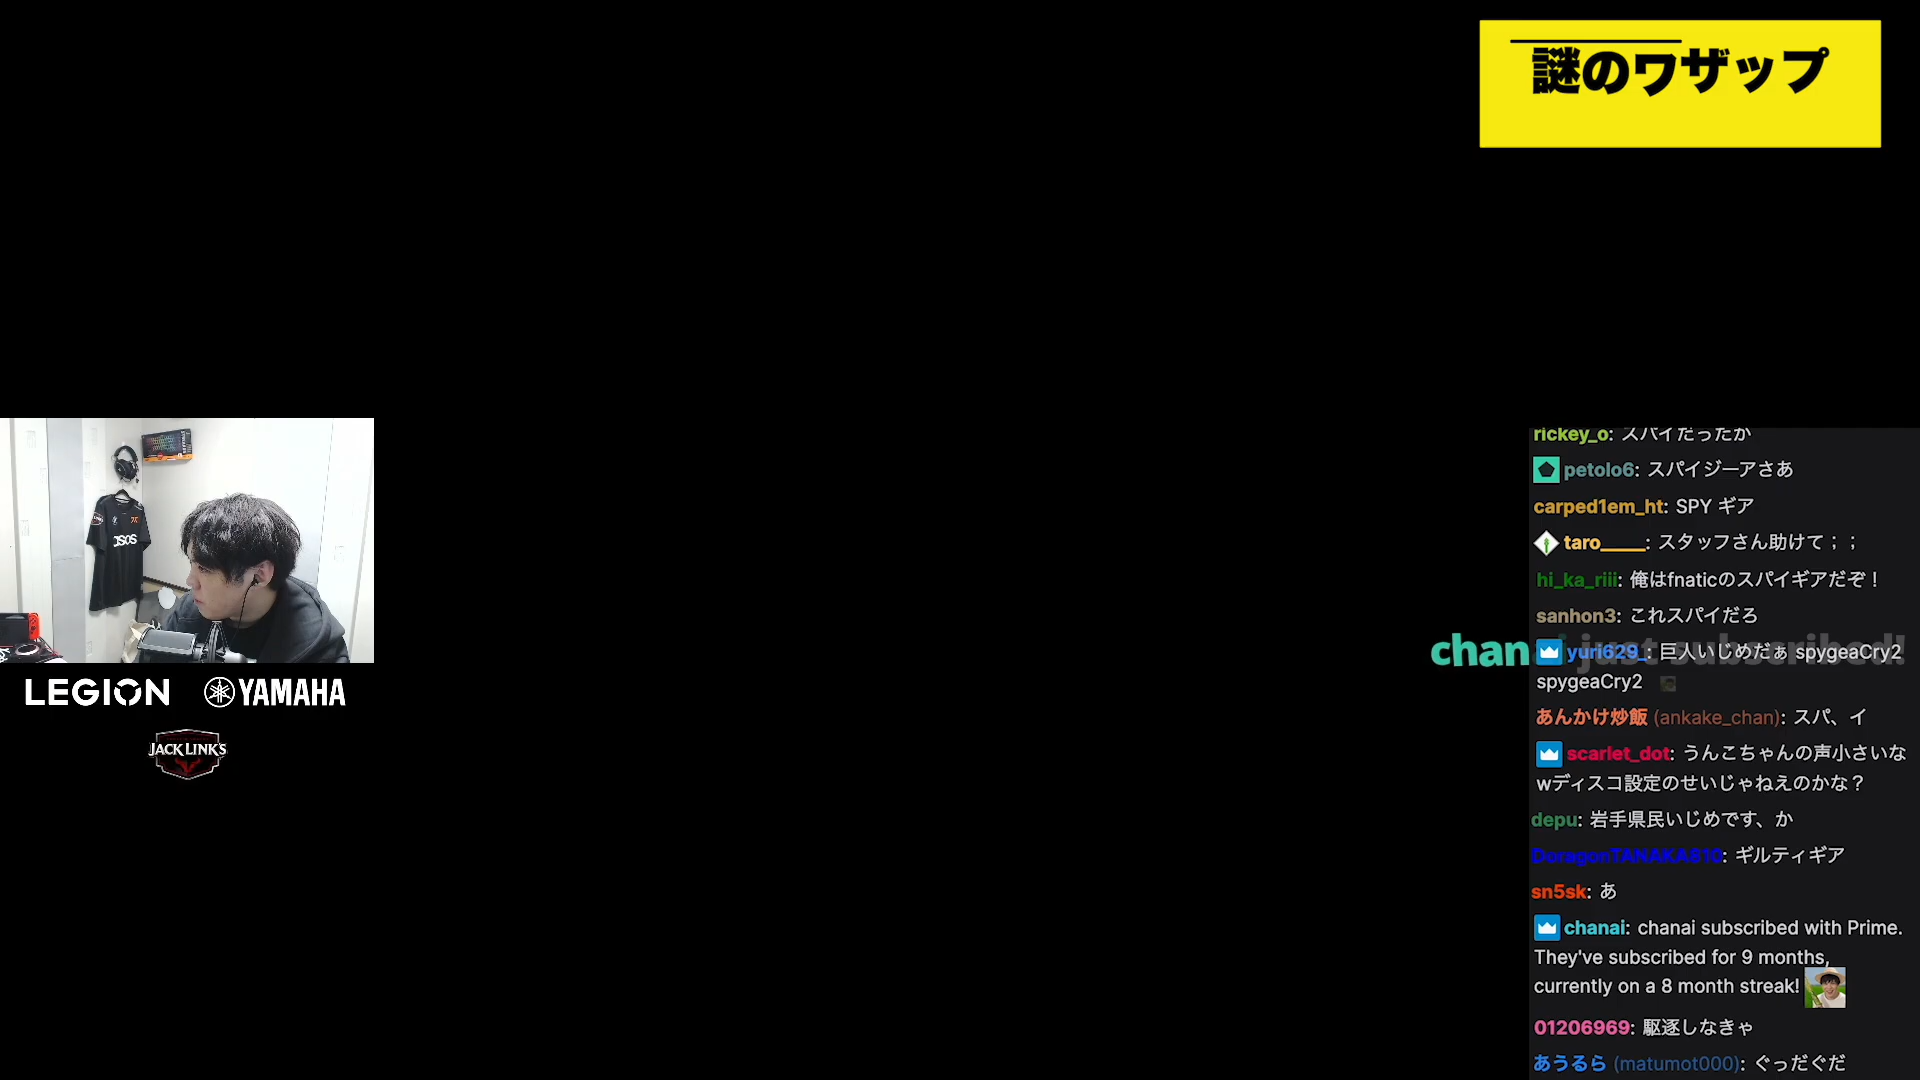 謎のワザップ
rickey_o: スパイだったか
petolo6: スパイジーアさあ
carped1em_ht: SPY ギア
taro_____: スタッフさん助けて；；
hi_ka_riii: 俺はfnaticのスパイギアだぞ！
sanhon3: これスパイだろ
chanai just subscribed!
yuri629_: 巨人いじめだぁ spygeaCry2
spygeaCry2
あんかけ炒飯 (ankake_chan): スパ、イ
scarlet_dot: うんこちゃんの声小さいな
wディスコ設定のせいじゃねえのかな？
depu: 岩手県民いじめです、か
DoragonTANAKA810: ギルティギア
sn5sk: あ
chanai: chanai subscribed with Prime.
They've subscribed for 9 months,
currently on a 8 month streak!
01206969: 駆逐しなきゃ
あうるら (matumot000): ぐっだぐだ
LEGION YAMAHA
JACK LINK'S